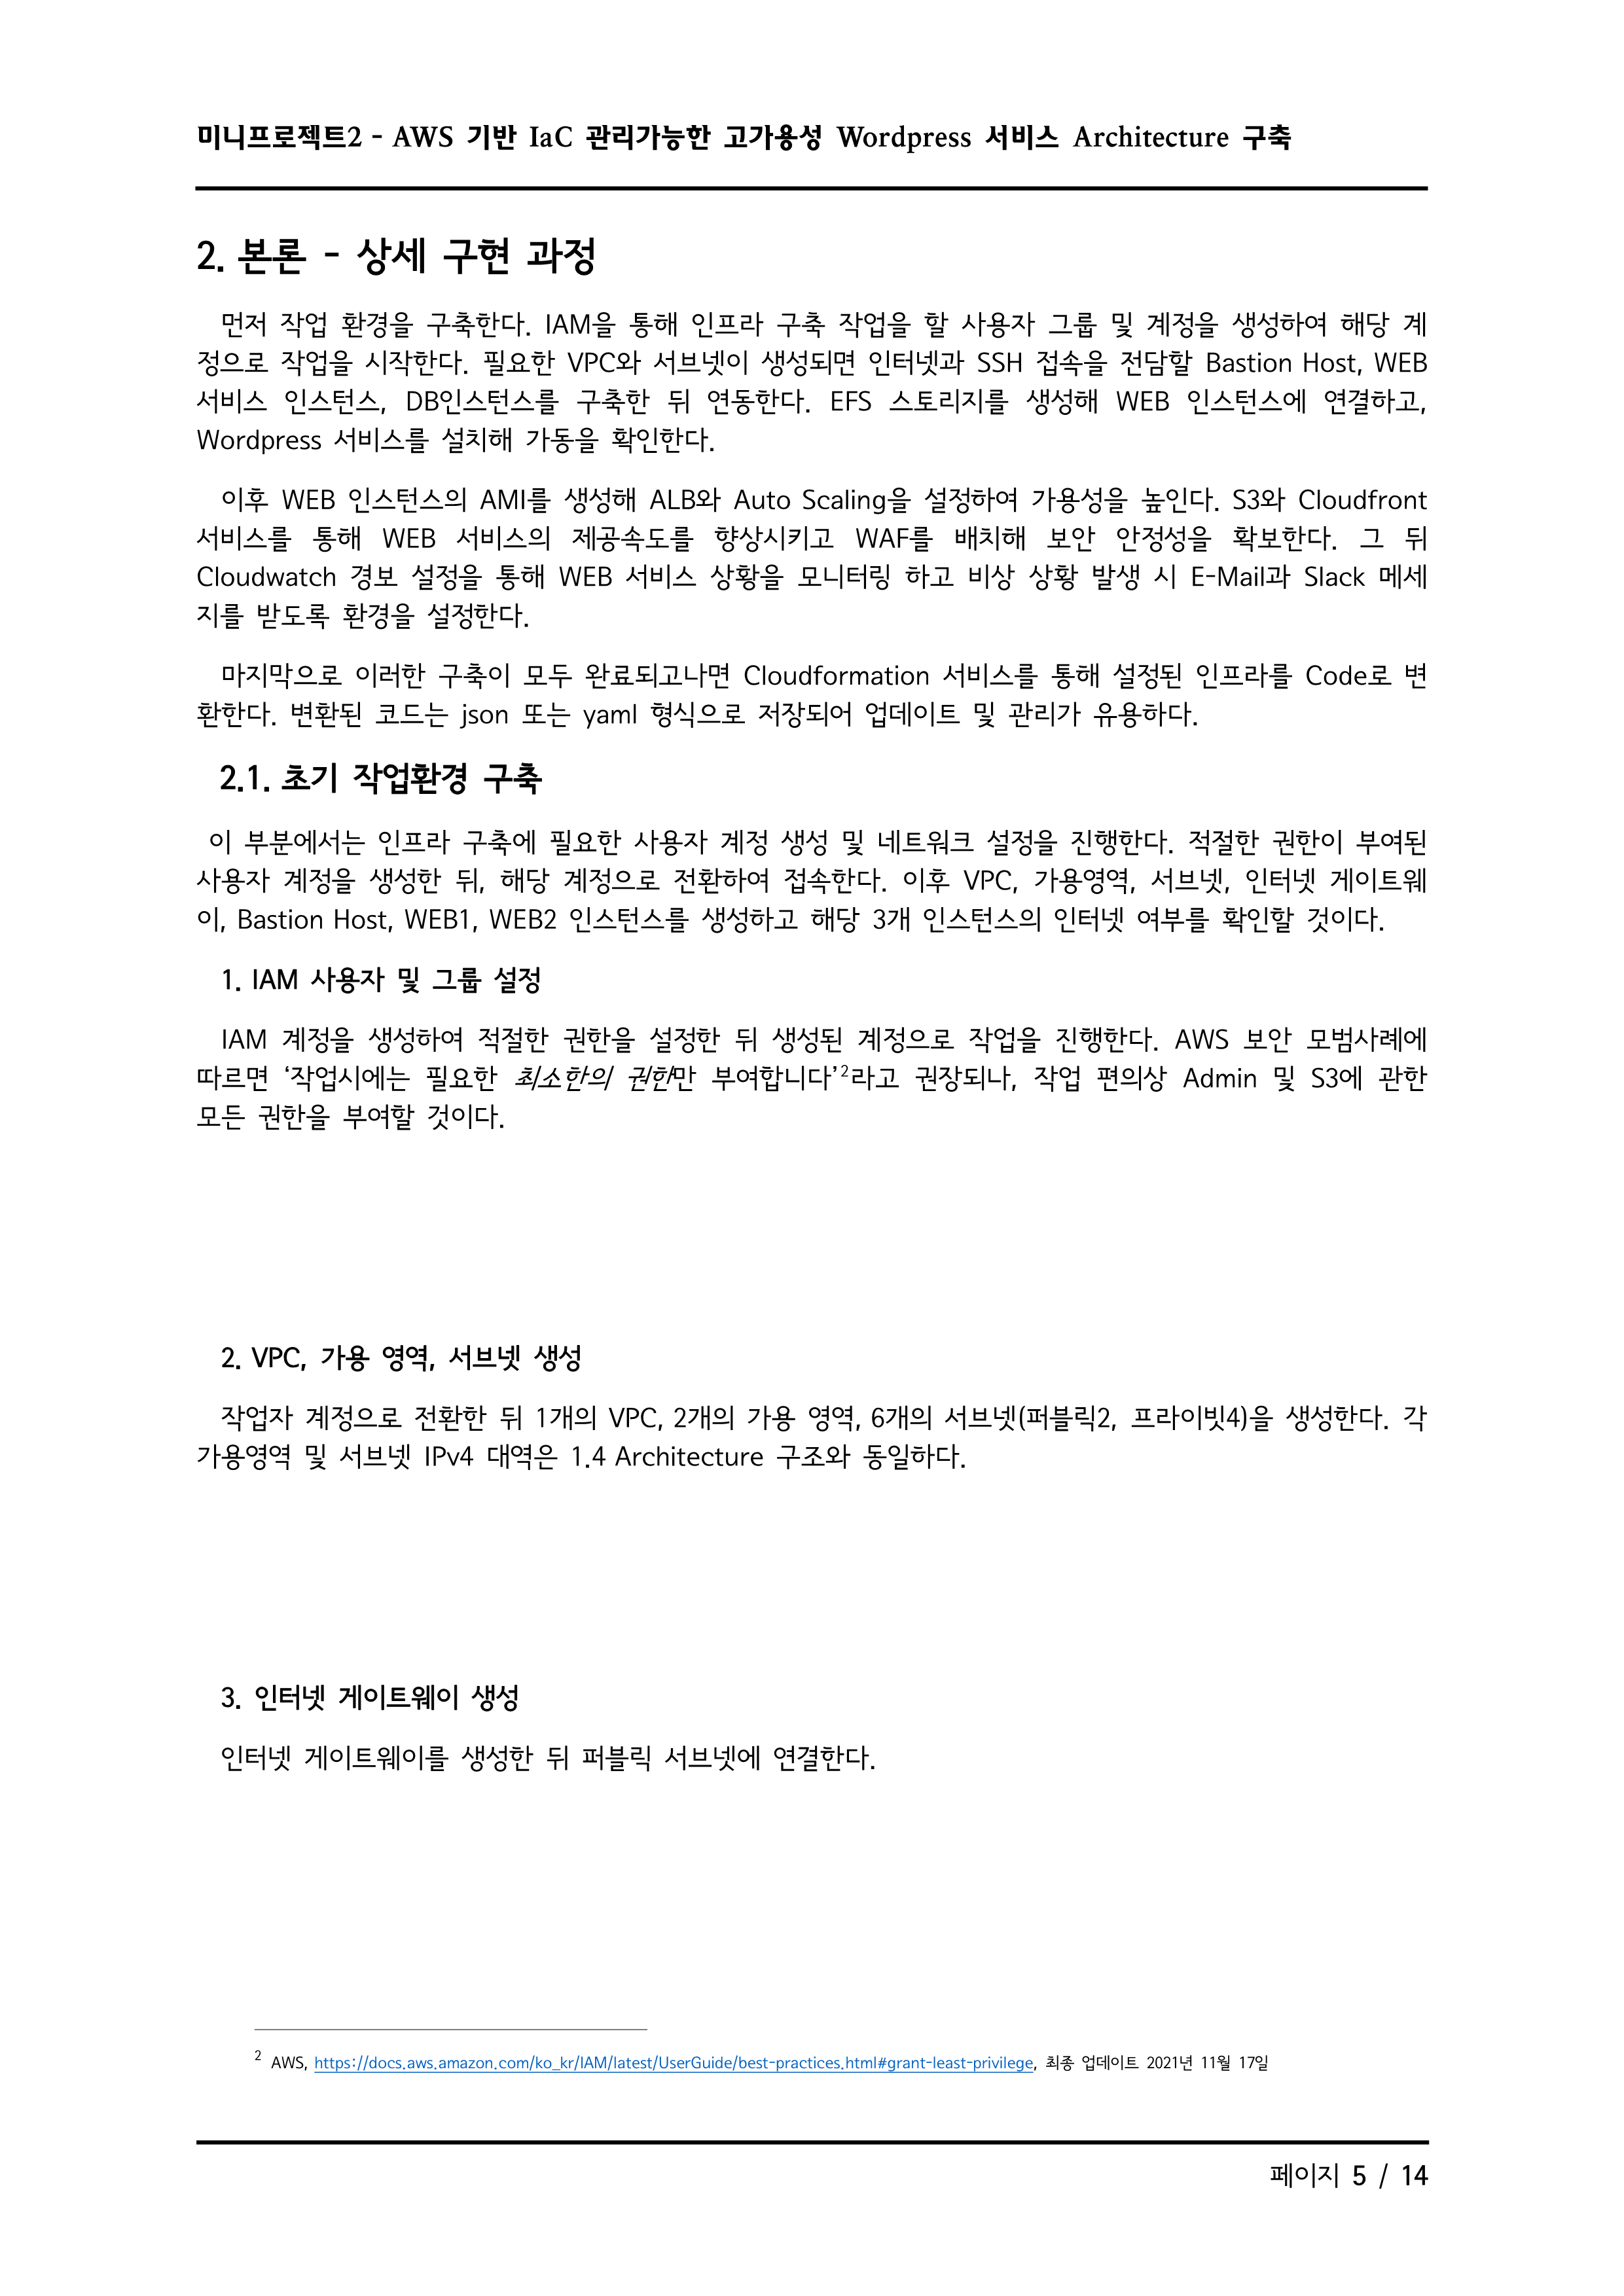 미니프로젝트2 - AWS 기반 IaC 관리가능한 고가용성 Wordpress 서비스 Architecture 구축
2. 본론 - 상세 구현 과정
먼저 작업 환경을 구축한다. IAM을 통해 인프라 구축 작업을 할 사용자 그룹 및 계정을 생성하여 해당 계
정으로 작업을 시작한다. 필요한 VPC와 서브넷이 생성되면 인터넷과 SSH 접속을 전담할 Bastion Host, WEB
서비스 인스턴스, DB인스턴스를 구축한 뒤 연동한다. EFS 스토리지를 생성해 WEB 인스턴스에 연결하고,
Wordpress 서비스를 설치해 가동을 확인한다.
이후 WEB 인스턴스의 AMI를 생성해 ALB와 Auto Scaling을 설정하여 가용성을 높인다. S3와 Cloudfront
서비스를 통해 WEB 서비스의 제공속도를 향상시키고 WAF를 배치해 보안 안정성을 확보한다. 그 뒤
Cloudwatch 경보 설정을 통해 WEB 서비스 상황을 모니터링 하고 비상 상황 발생 시 E-Mail과 Slack 메세
지를 받도록 환경을 설정한다.
마지막으로 이러한 구축이 모두 완료되고나면 Cloudformation 서비스를 통해 설정된 인프라를 Code로 변
환한다. 변환된 코드는 json 또는 yaml 형식으로 저장되어 업데이트 및 관리가 유용하다.
2.1. 초기 작업환경 구축
이 부분에서는 인프라 구축에 필요한 사용자 계정 생성 및 네트워크 설정을 진행한다. 적절한 권한이 부여된
사용자 계정을 생성한 뒤, 해당 계정으로 전환하여 접속한다. 이후 VPC, 가용영역, 서브넷, 인터넷 게이트웨
이, Bastion Host, WEB1, WEB2 인스턴스를 생성하고 해당 3개 인스턴스의 인터넷 여부를 확인할 것이다.
1. IAM 사용자 및 그룹 설정
IAM 계정을 생성하여 적절한 권한을 설정한 뒤 생성된 계정으로 작업을 진행한다. AWS 보안 모범사례에
따르면 ‘작업시에는 필요한 최소한의 권한만 부여합니다’2라고 권장되나, 작업 편의상 Admin 및 S3에 관한
모든 권한을 부여할 것이다.
2. VPC, 가용 영역, 서브넷 생성
작업자 계정으로 전환한 뒤 1개의 VPC, 2개의 가용 영역, 6개의 서브넷(퍼블릭2, 프라이빗4)을 생성한다. 각
가용영역 및 서브넷 IPv4 대역은 1.4 Architecture 구조와 동일하다.
3. 인터넷 게이트웨이 생성
인터넷 게이트웨이를 생성한 뒤 퍼블릭 서브넷에 연결한다.
2 AWS, https://docs.aws.amazon.com/ko_kr/IAM/latest/UserGuide/best-practices.html#grant-least-privilege, 최종 업데이트 2021년 11월 17일
페이지 5 / 14